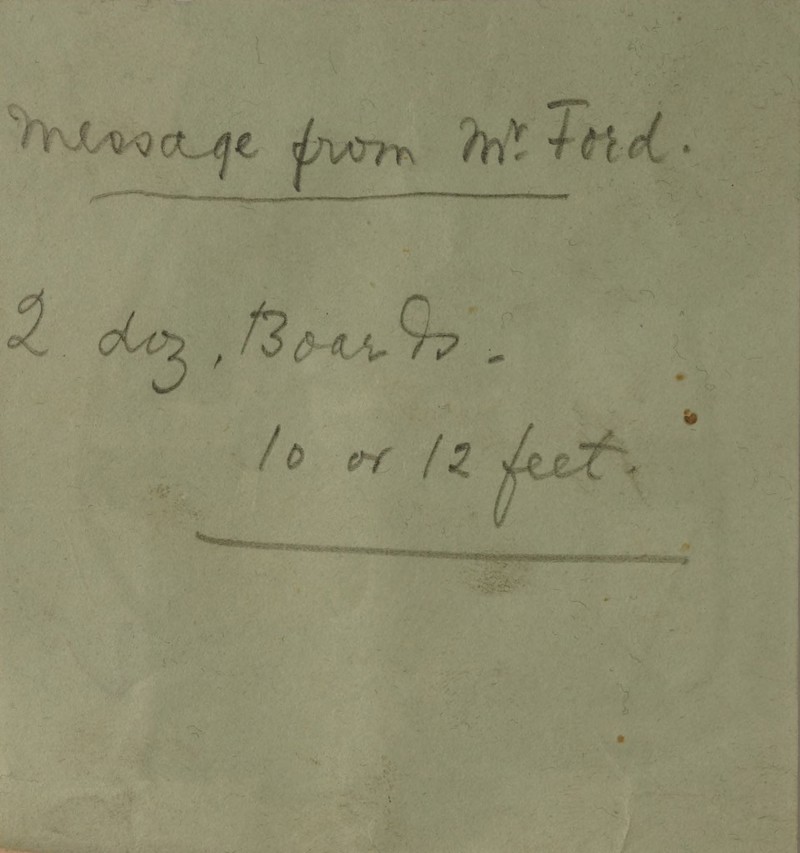 Message from Mr. Ford.
2 doz, Boards.
10 or 12 feet.